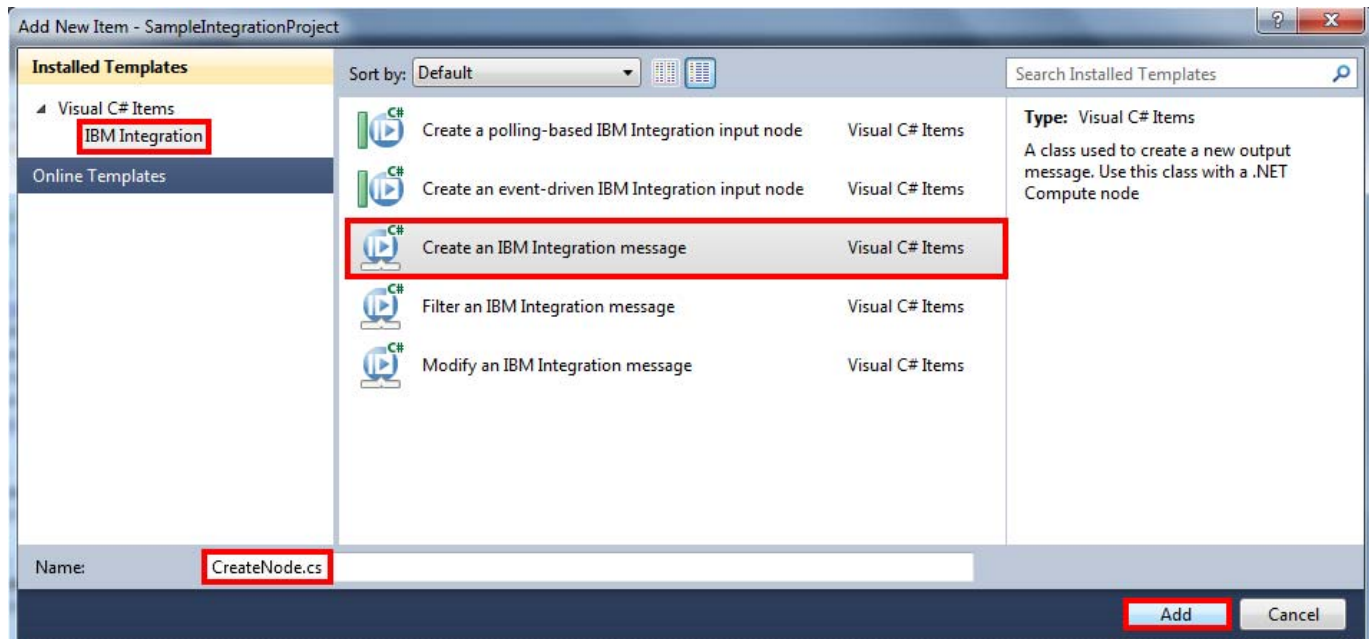 Add New Item - SampleIntegrationProject
Installed Templates
Visual C# Items
IBM Integration
Online Templates
Sort by: Default
Search Installed Templates
C# Create a polling-based IBM Integration input node Visual C# Items
C# Create an event-driven IBM Integration input node Visual C# Items
C# Create an IBM Integration message Visual C# Items
C# Filter an IBM Integration message Visual C# Items
C# Modify an IBM Integration message Visual C# Items
Type: Visual C# Items
A class used to create a new output
message. Use this class with a .NET
Compute node
Name: CreateNode.cs
Add Cancel